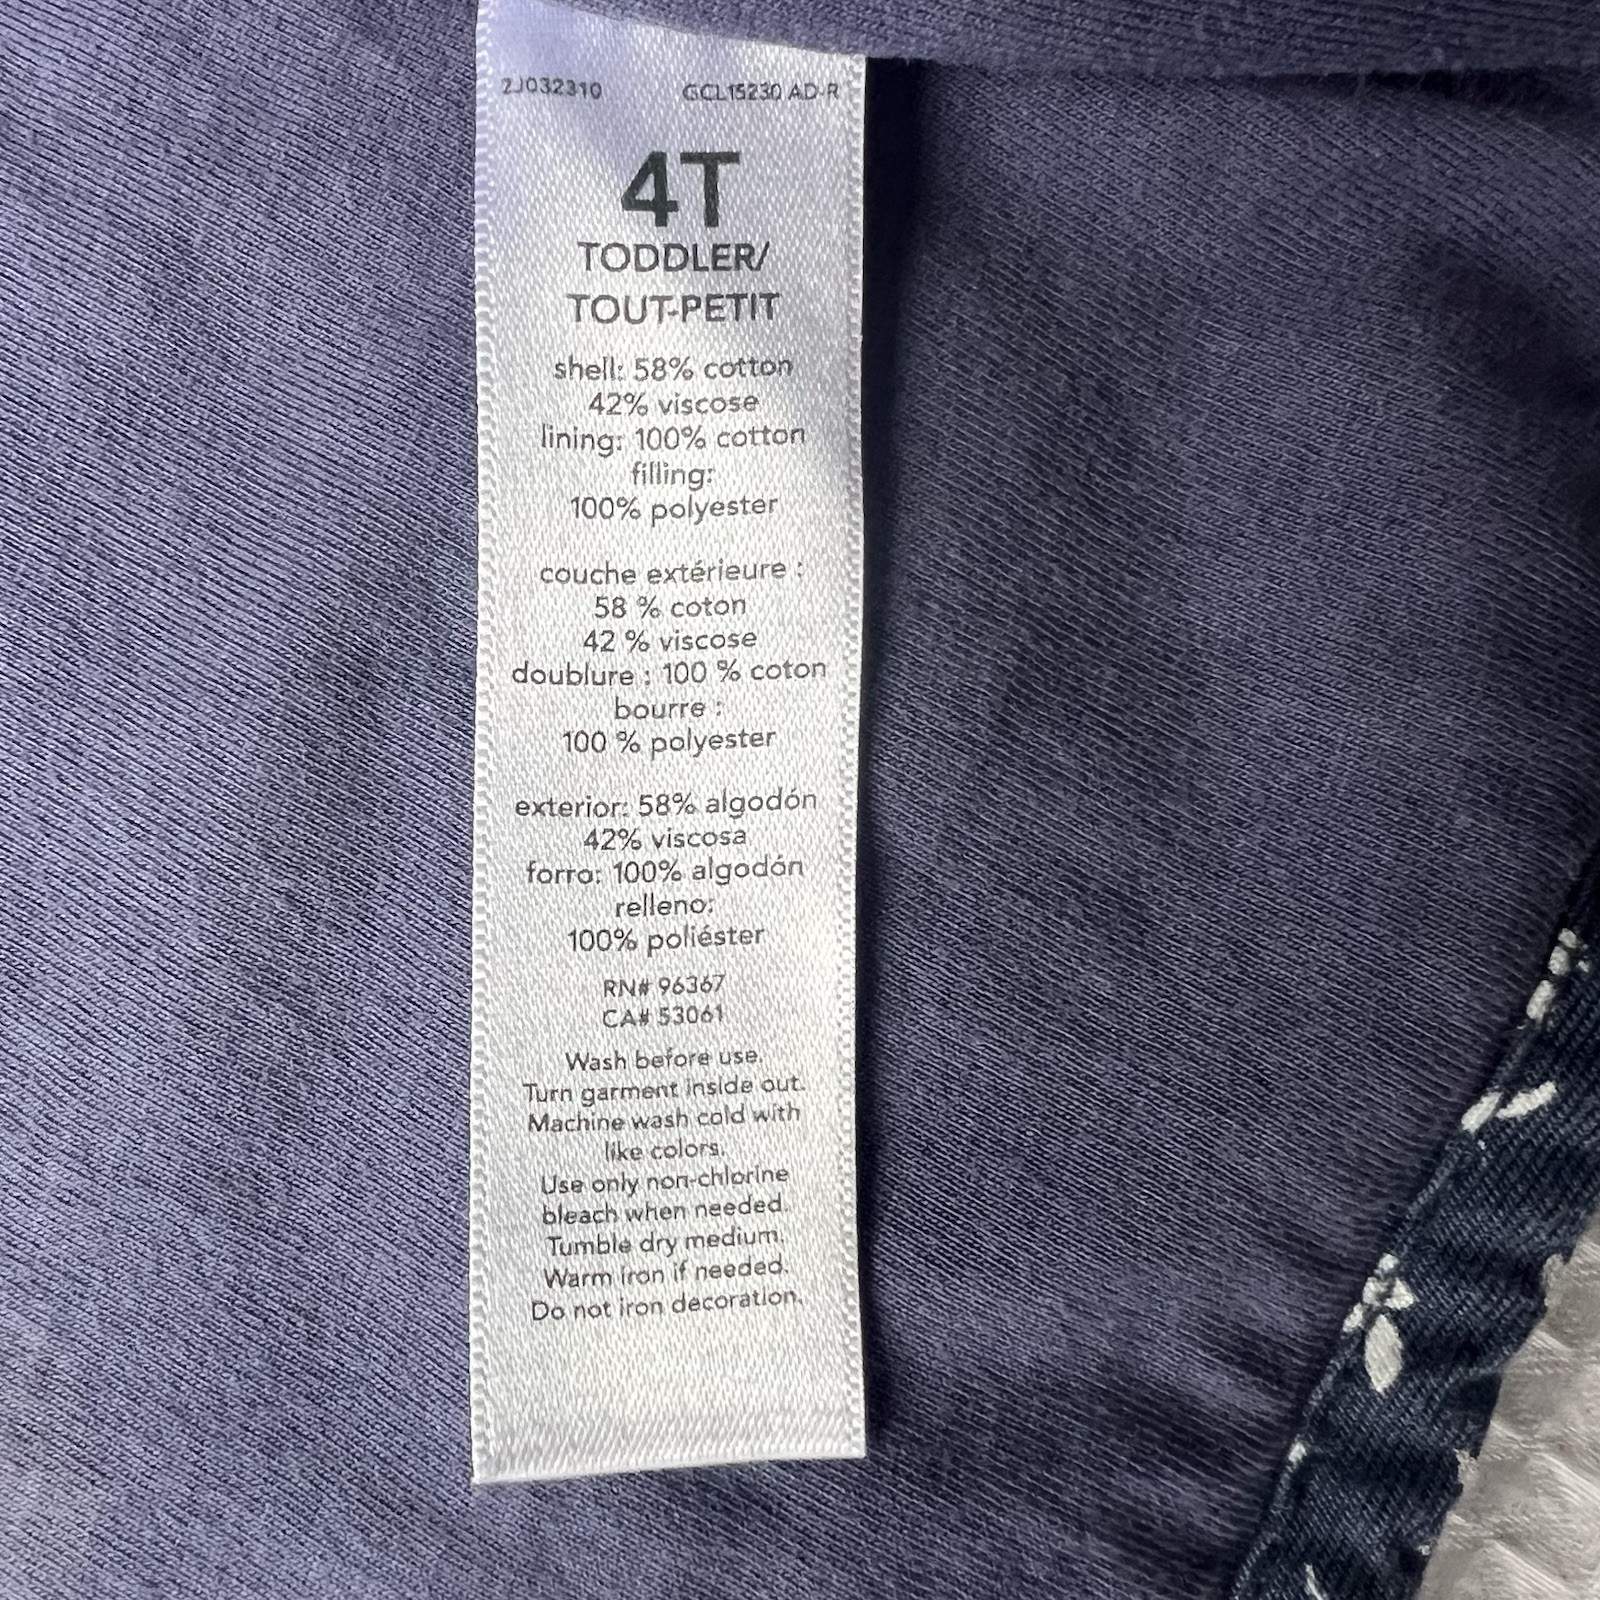 2J032310 GCL15230 AD-R
4T
TODDLER/
TOUT-PETIT
shell: 58% cotton
42% viscose
lining: 100% cotton
filling:
100% polyester
couche extérieure :
58 % coton
42 % viscose
doublure : 100 % coton
bourre :
100 % polyester
exterior: 58% algodón
42% viscosa
forro: 100% algodón
relleno:
100% poliéster
RN# 96367
CA# 53061
Wash before use.
Turn garment inside out.
Machine wash cold with
like colors.
Use only non-chlorine
bleach when needed.
Tumble dry medium.
Warm iron if needed.
Do not iron decoration.